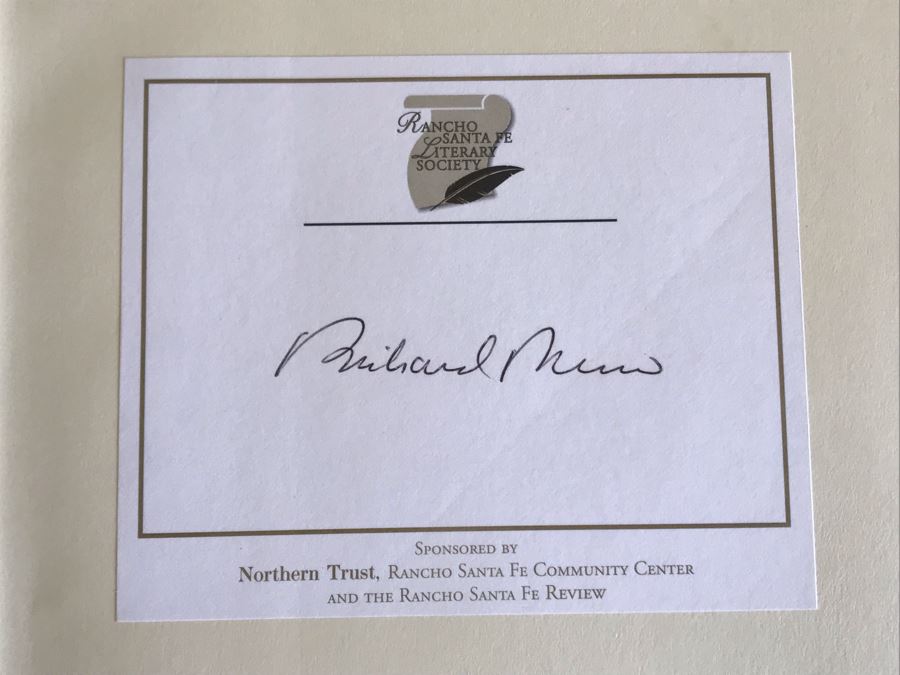 RANCHO
SANTA FE
LITERARY
SOCIETY
Richard
SPONSORED BY
Northern Trust, RANCHO SANTA FE COMMUNITY CENTER
AND THE RANCHO SANTA FE REVIEW